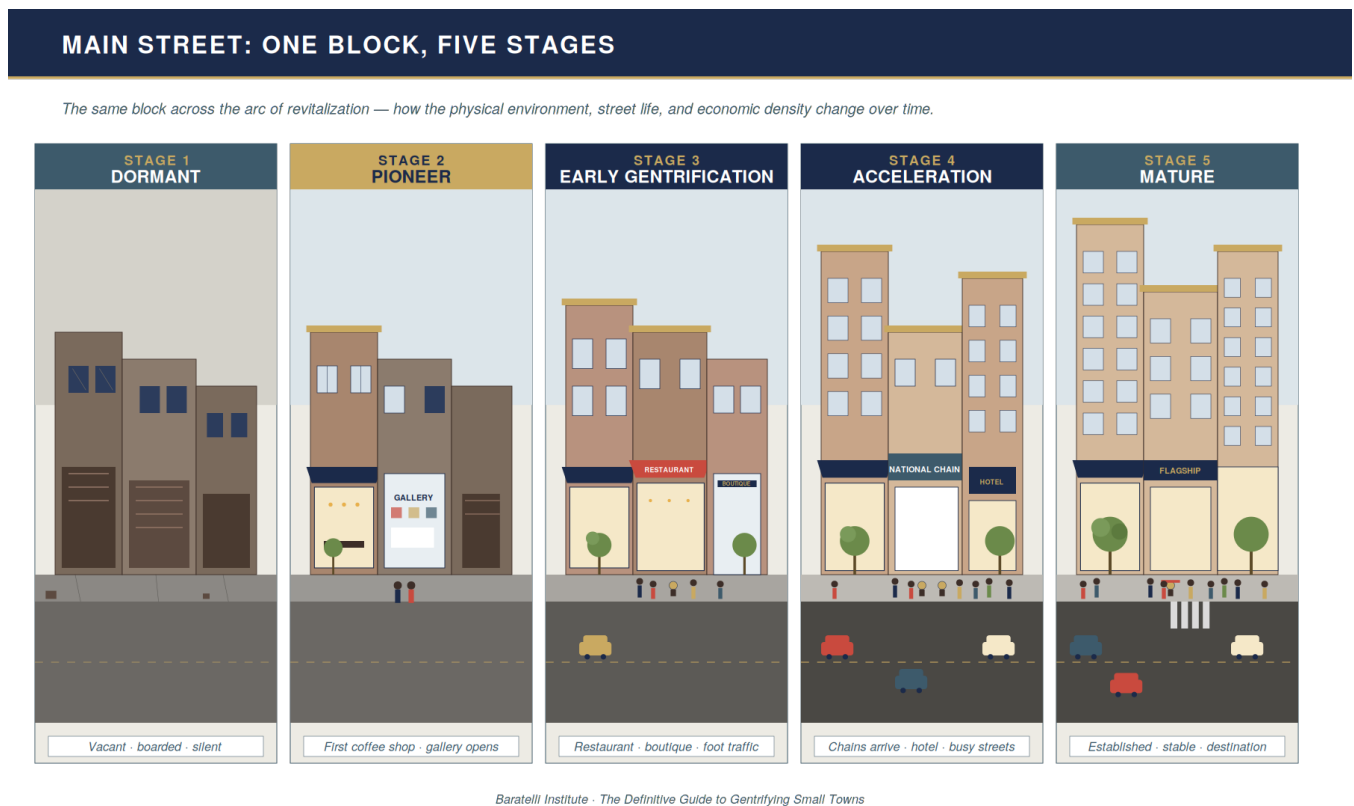 MAIN STREET: ONE BLOCK, FIVE STAGES
The same block across the arc of revitalization — how the physical environment, street life, and economic density change over time.
STAGE 1
DORMANT
Vacant · boarded · silent
STAGE 2
PIONEER
GALLERY
First coffee shop · gallery opens
STAGE 3
EARLY GENTRIFICATION
RESTAURANT
BOUTIQUE
Restaurant · boutique · foot traffic
STAGE 4
ACCELERATION
NATIONAL CHAIN
HOTEL
Chains arrive · hotel · busy streets
STAGE 5
MATURE
FLAGSHIP
Established · stable · destination
Baratelli Institute · The Definitive Guide to Gentrifying Small Towns